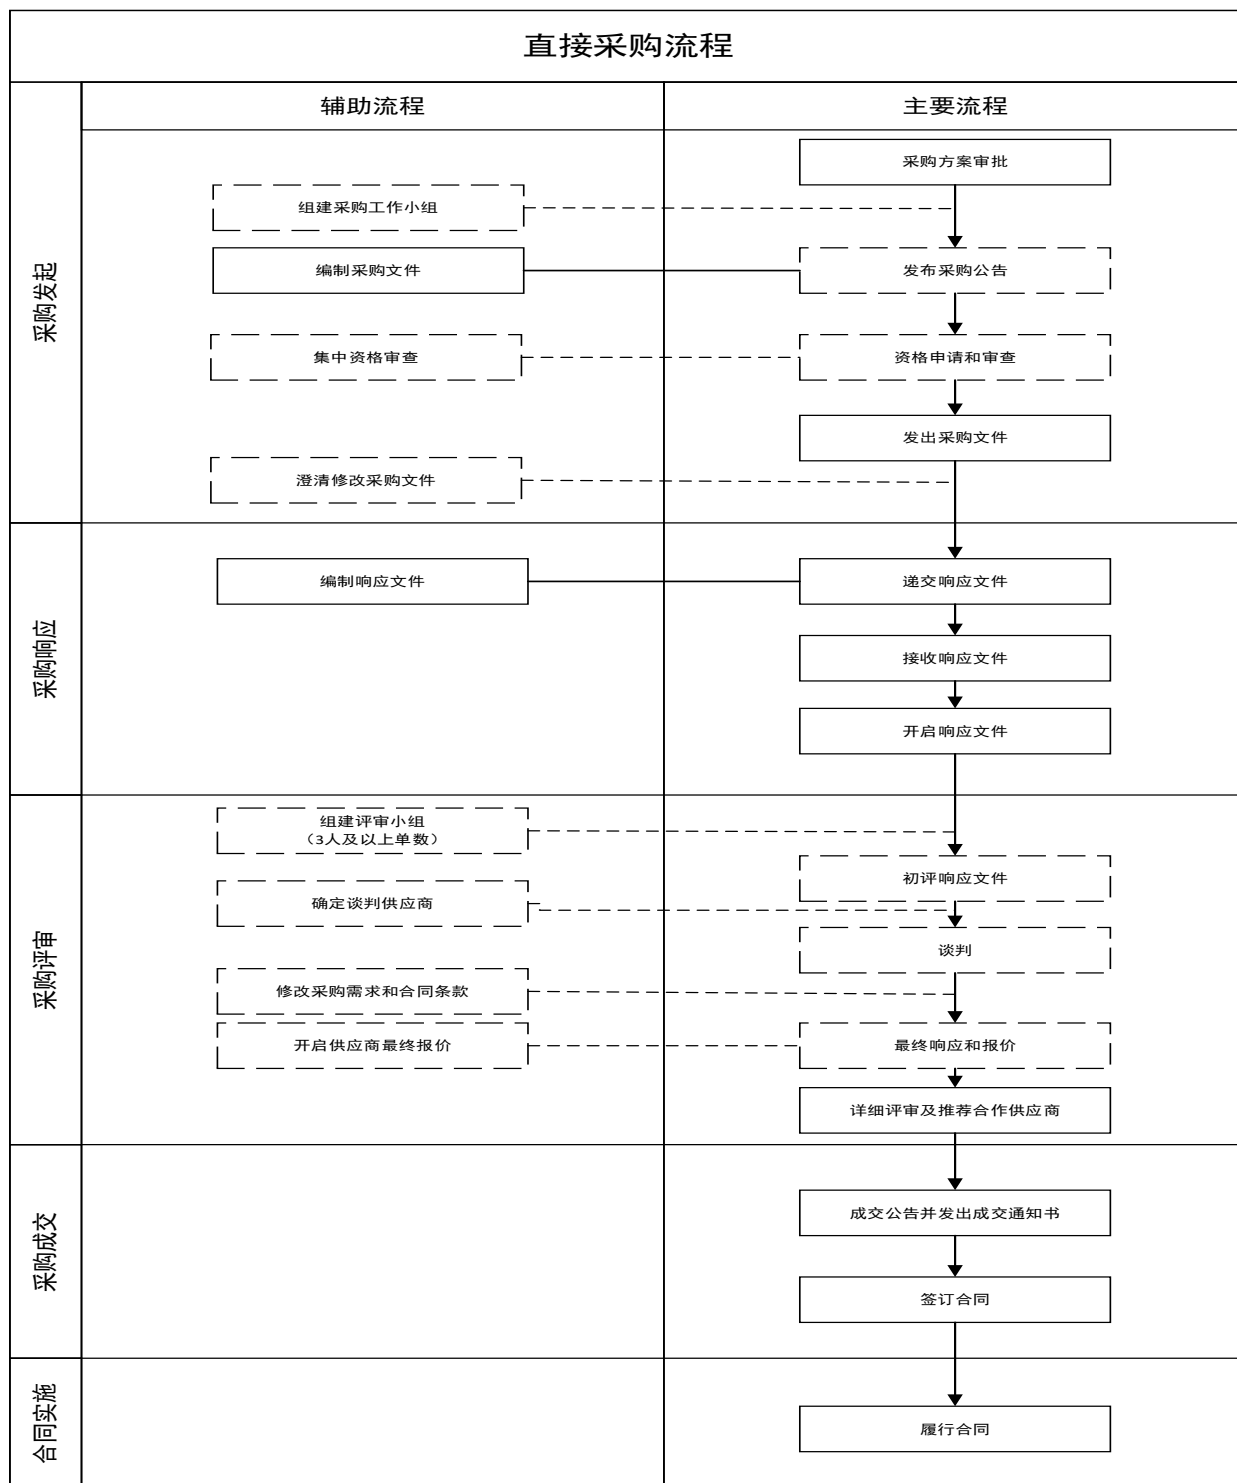 直接采购流程
辅助流程
主要流程
采购发起
采购方案审批
组建采购工作小组
编制采购文件
发布采购公告
集中资格审查
资格申请和审查
发出采购文件
澄清修改采购文件
采购响应
编制响应文件
递交响应文件
接收响应文件
开启响应文件
采购评审
组建评审小组
（3人及以上单数）
初评响应文件
确定谈判供应商
谈判
修改采购需求和合同条款
开启供应商最终报价
最终响应和报价
详细评审及推荐合作供应商
采购成交
成交公告并发出成交通知书
签订合同
合同实施
履行合同